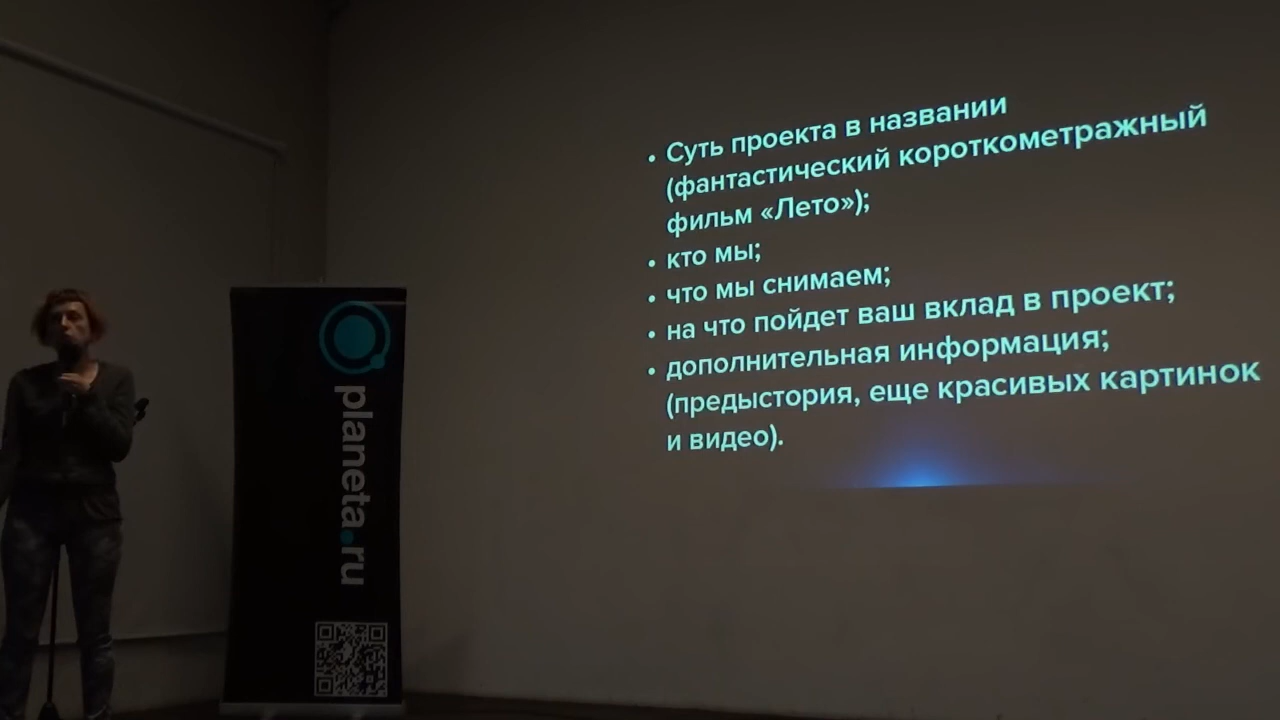 • Суть проекта в названии
(фантастический короткометражный
фильм «Лето»);
• кто мы;
• что мы снимаем;
• на что пойдет ваш вклад в проект;
• дополнительная информация;
(предыстория, еще красивых картинок
и видео).
planeta.ru